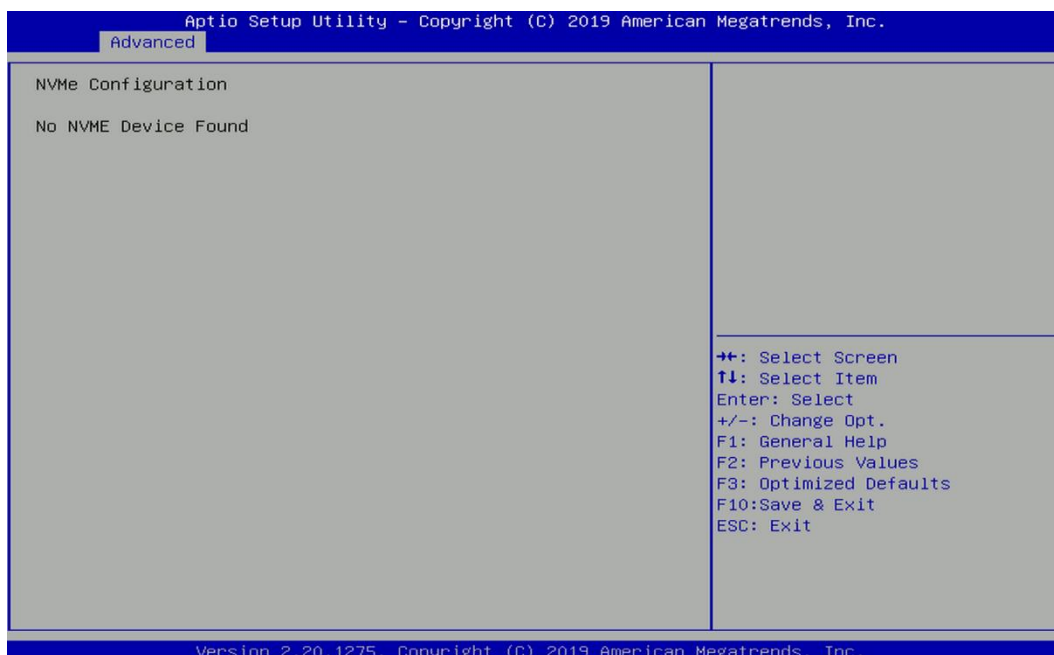 Aptio Setup Utility – Copyright (C) 2019 American Megatrends, Inc.
Advanced
NVMe Configuration
No NVME Device Found
→←: Select Screen
↑↓: Select Item
Enter: Select
+/-: Change Opt.
F1: General Help
F2: Previous Values
F3: Optimized Defaults
F10:Save & Exit
ESC: Exit
Version 2.20.1275. Copyright (C) 2019 American Megatrends, Inc.